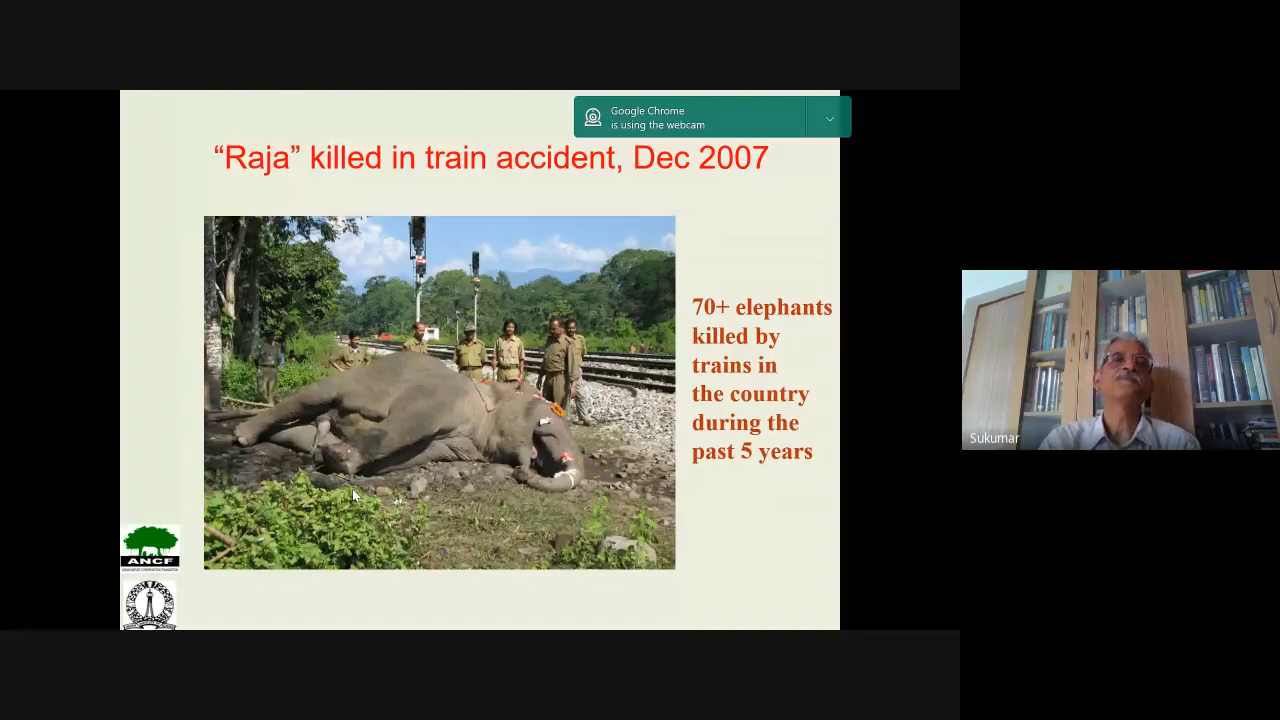 Google Chrome
is using the webcam
“Raja” killed in train accident, Dec 2007
70+ elephants
killed by
trains in
the country
during the
past 5 years
Sukumar
ANCF